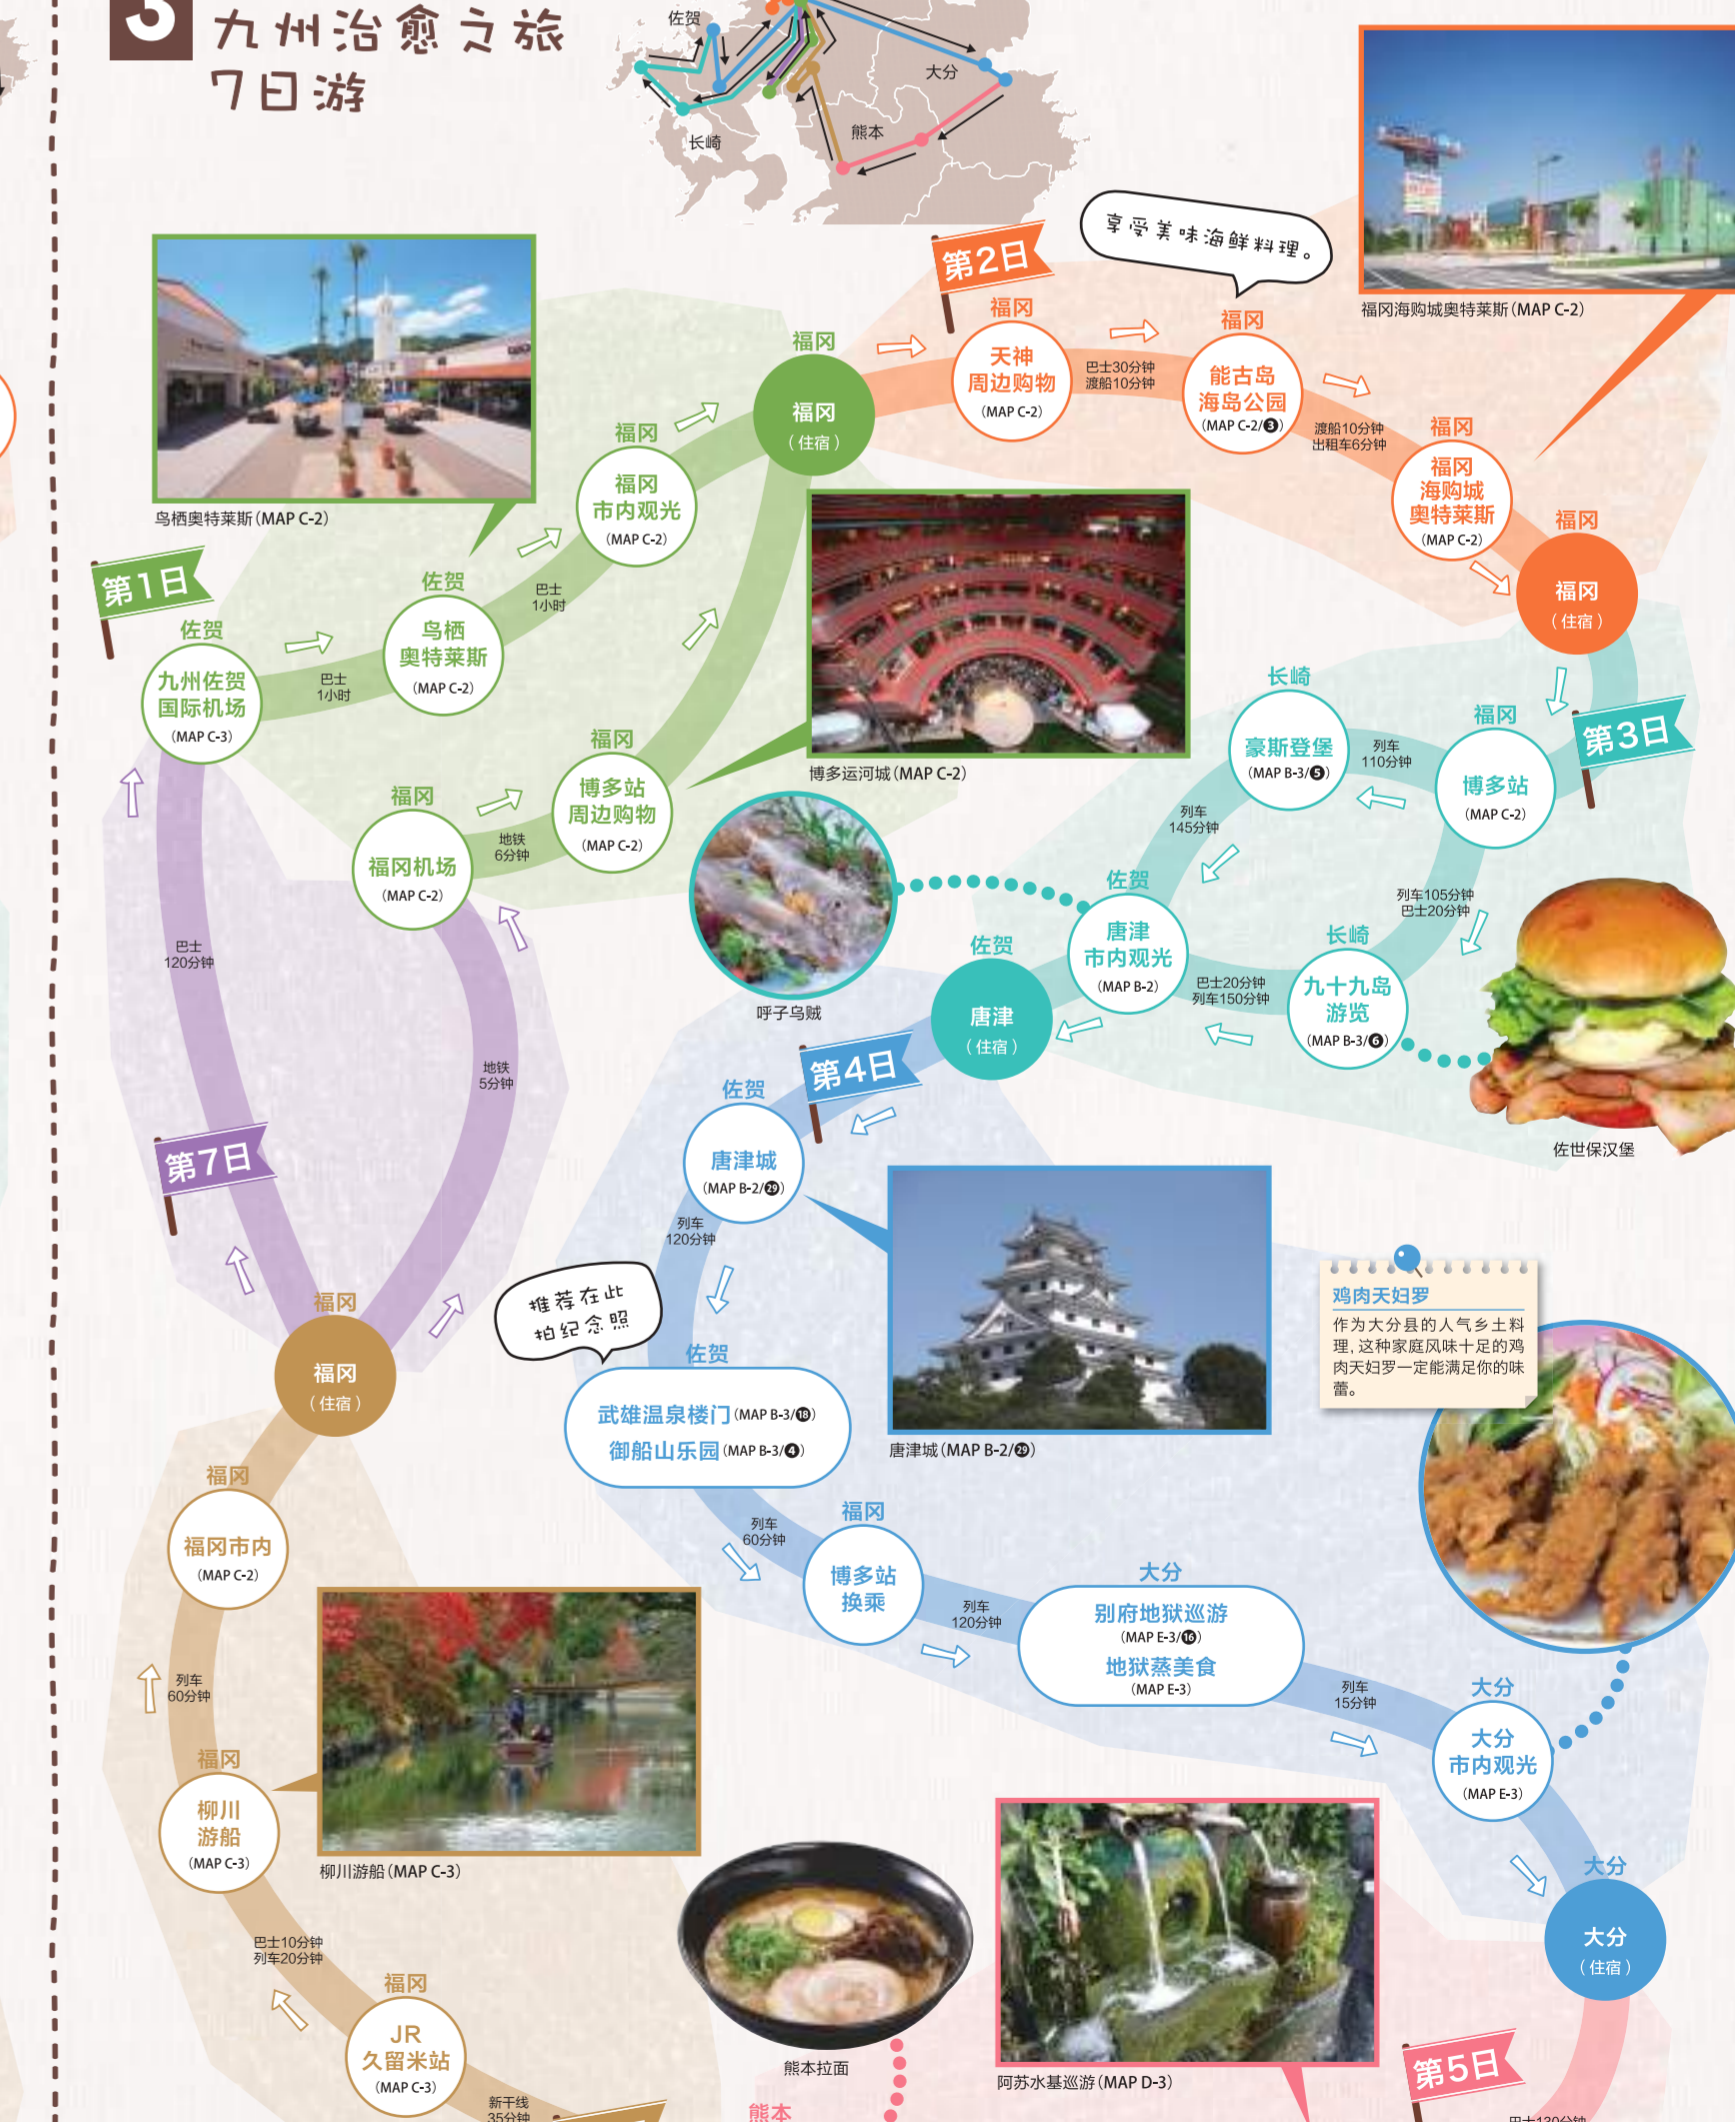 3
九州治愈之旅
7日游
佐贺
大分
熊本
长崎
享受美味海鲜料理。
福冈海购城奥特莱斯(MAP C-2)
鸟栖奥特莱斯(MAP C-2)
第1日
佐贺
九州佐贺
国际机场
(MAP C-3)
巴士
1小时
佐贺
鸟栖
奥特莱斯
(MAP C-2)
巴士
1小时
福冈
福冈
市内观光
(MAP C-2)
福冈
福冈
(住宿)
福冈
福冈机场
(MAP C-2)
地铁
6分钟
福冈
博多站
周边购物
(MAP C-2)
博多运河城(MAP C-2)
第2日
福冈
天神
周边购物
(MAP C-2)
巴士30分钟
渡船10分钟
福冈
能古岛
海岛公园
(MAP C-2/3)
渡船10分钟
出租车6分钟
福冈
福冈
海购城
奥特莱斯
(MAP C-2)
福冈
福冈
(住宿)
第3日
福冈
博多站
(MAP C-2)
列车
110分钟
长崎
豪斯登堡
(MAP B-3/5)
列车
145分钟
列车105分钟
巴士20分钟
长崎
九十九岛
游览
(MAP B-3/6)
巴士20分钟
列车150分钟
佐贺
唐津
市内观光
(MAP B-2)
佐贺
唐津
(住宿)
呼子乌贼
佐世保汉堡
第4日
佐贺
唐津城
(MAP B-2/29)
列车
120分钟
唐津城(MAP B-2/29)
推荐在此
拍纪念照
佐贺
武雄温泉楼门(MAP B-3/18)
御船山乐园(MAP B-3/4)
列车
60分钟
福冈
博多站
换乘
列车
120分钟
大分
别府地狱巡游
(MAP E-3/16)
地狱蒸美食
(MAP E-3)
列车
15分钟
大分
大分
市内观光
(MAP E-3)
大分
大分
(住宿)
鸡肉天妇罗
作为大分县的人气乡土料
理,这种家庭风味十足的鸡
肉天妇罗一定能满足你的味
蕾。
第5日
巴士130分钟
阿苏水基巡游(MAP D-3)
熊本拉面
熊本
新干线
35分钟
福冈
JR
久留米站
(MAP C-3)
巴士10分钟
列车20分钟
福冈
柳川
游船
(MAP C-3)
柳川游船(MAP C-3)
列车
60分钟
福冈
福冈市内
(MAP C-2)
福冈
福冈
(住宿)
第7日
巴士
120分钟
地铁
5分钟